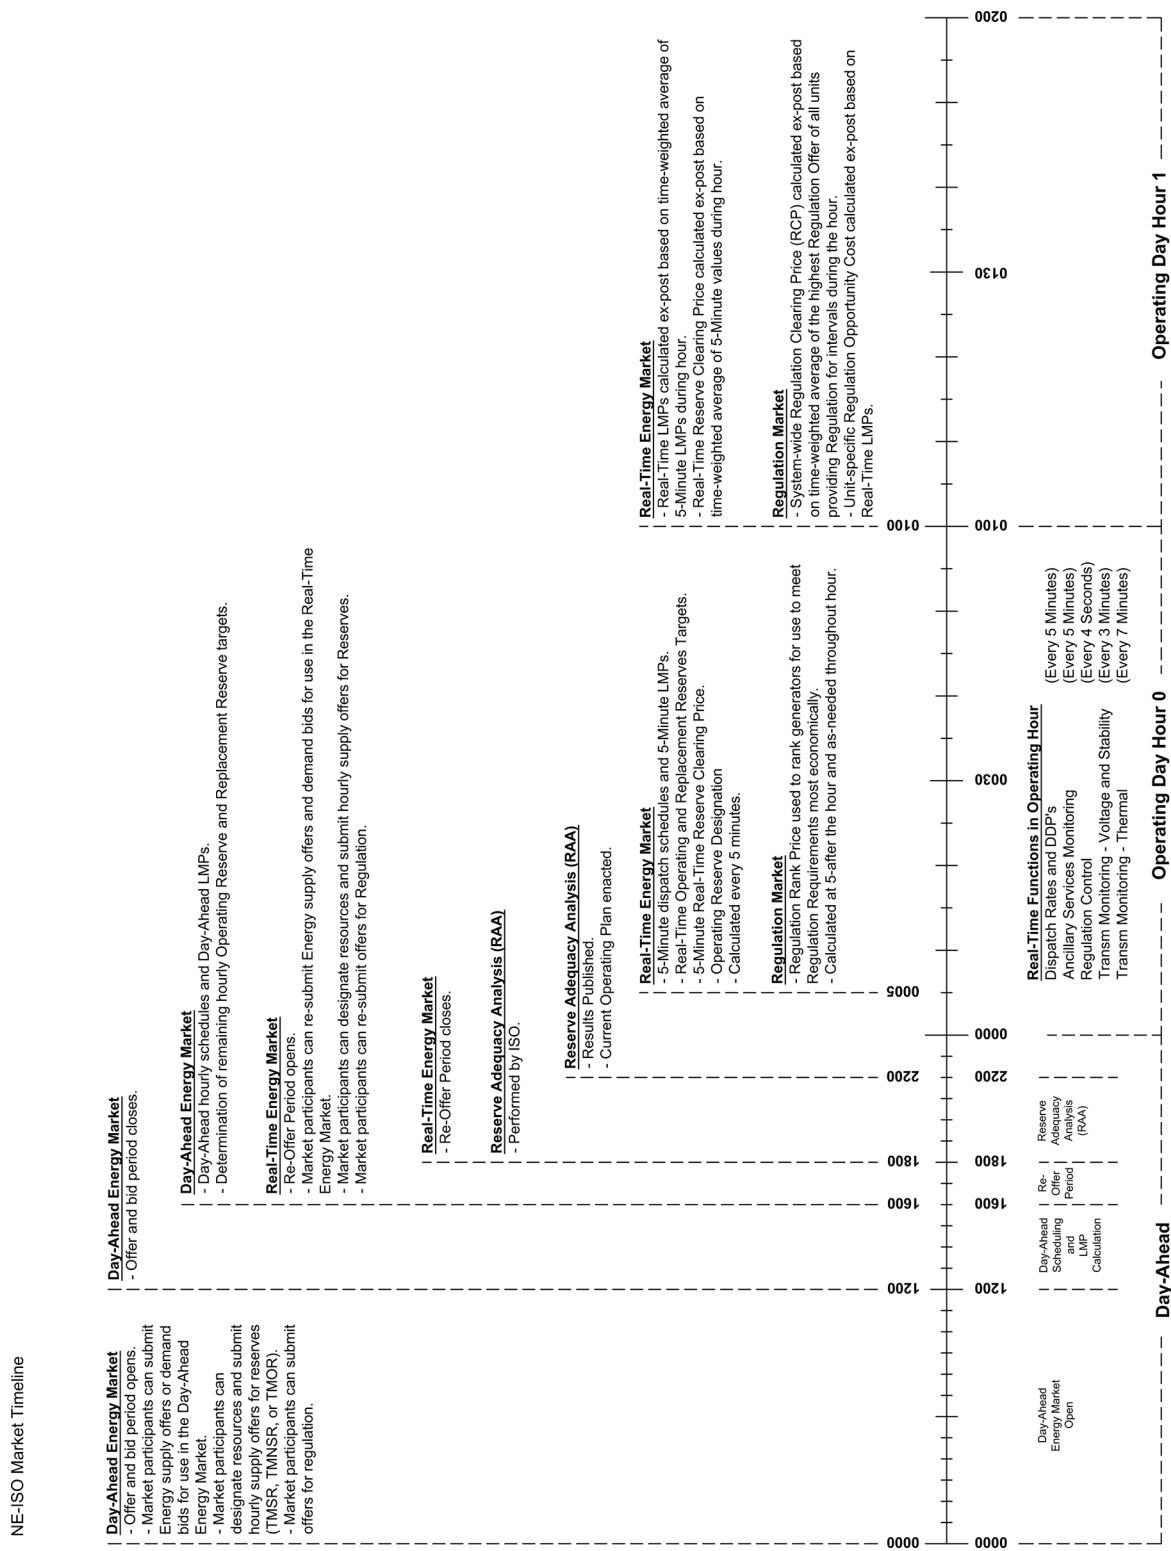 NE-ISO Market Timeline
Day-Ahead Energy Market
- Offer and bid period opens.
- Market participants can submit
Energy supply offers or demand
bids for use in the Day-Ahead
Energy Market.
- Market participants can
designate resources and submit
hourly supply offers for reserves
(TMSR, TMNSR, or TMOR).
- Market participants can submit
offers for regulation.
Day-Ahead Energy Market
- Offer and bid period closes.
Day-Ahead Energy Market
- Day-Ahead hourly schedules and Day-Ahead LMPs.
- Determination of remaining hourly Operating Reserve and Replacement Reserve targets.
Real-Time Energy Market
- Re-Offer Period opens.
- Market participants can re-submit Energy supply offers and demand bids for use in the Real-Time
Energy Market.
- Market participants can designate resources and submit hourly supply offers for Reserves.
- Market participants can re-submit offers for Regulation.
Real-Time Energy Market
- Re-Offer Period closes.
Reserve Adequacy Analysis (RAA)
- Performed by ISO.
Reserve Adequacy Analysis (RAA)
- Results Published.
- Current Operating Plan enacted.
Real-Time Energy Market
- 5-Minute dispatch schedules and 5-Minute LMPs.
- Real-Time Operating and Replacement Reserves Targets.
- 5-Minute Real-Time Reserve Clearing Price.
- Operating Reserve Designation
- Calculated every 5 minutes.
Regulation Market
- Regulation Rank Price used to rank generators for use to meet
Regulation Requirements most economically.
- Calculated at 5-after the hour and as-needed throughout hour.
Real-Time Energy Market
- Real-Time LMPs calculated ex-post based on time-weighted average of
5-Minute LMPs during hour.
- Real-Time Reserve Clearing Price calculated ex-post based on
time-weighted average of 5-Minute values during hour.
Regulation Market
- System-wide Regulation Clearing Price (RCP) calculated ex-post based
on time-weighted average of the highest Regulation Offer of all units
providing Regulation for intervals during the hour.
- Unit-specific Regulation Opportunity Cost calculated ex-post based on
Real-Time LMPs.
0000
1200
1600
1800
2200
0005
0100
0000
1200
1600
1800
2200
0000
0030
0100
0130
0200
Day-Ahead
Energy Market
Open
Day-Ahead
Scheduling
and
LMP
Calculation
Re-
Offer
Period
Reserve
Adequacy
Analysis
(RAA)
Real-Time Functions in Operating Hour
Dispatch Rates and DDP's (Every 5 Minutes)
Ancillary Services Monitoring (Every 5 Minutes)
Regulation Control (Every 4 Seconds)
Transm Monitoring - Voltage and Stability (Every 3 Minutes)
Transm Monitoring - Thermal (Every 7 Minutes)
Day-Ahead
Operating Day Hour 0
Operating Day Hour 1